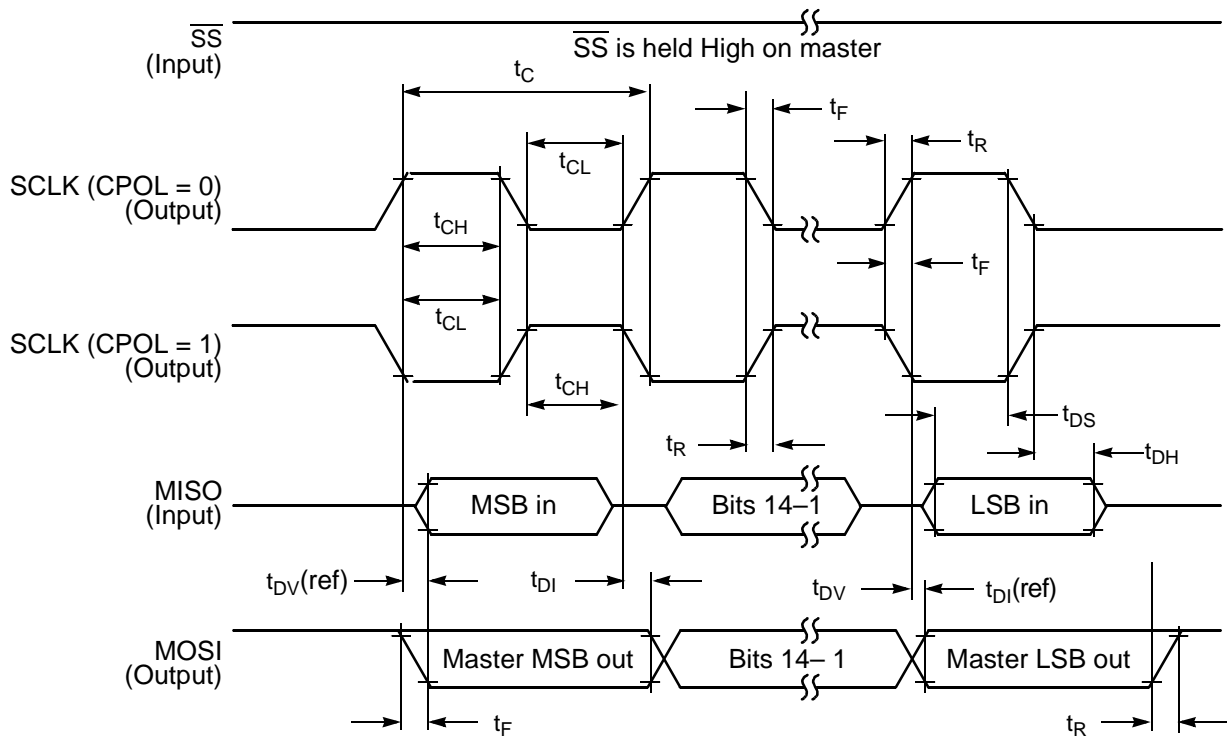 SS
(Input)
SS is held High on master
tC
tF
tR
tCL
SCLK (CPOL = 0)
(Output)
tCH
tF
tCL
SCLK (CPOL = 1)
(Output)
tCH
tDS
tR
tDH
MISO
(Input)
MSB in
Bits 14–1
LSB in
tDV(ref)
tDI
tDV
tDI(ref)
MOSI
(Output)
Master MSB out
Bits 14– 1
Master LSB out
tF
tR